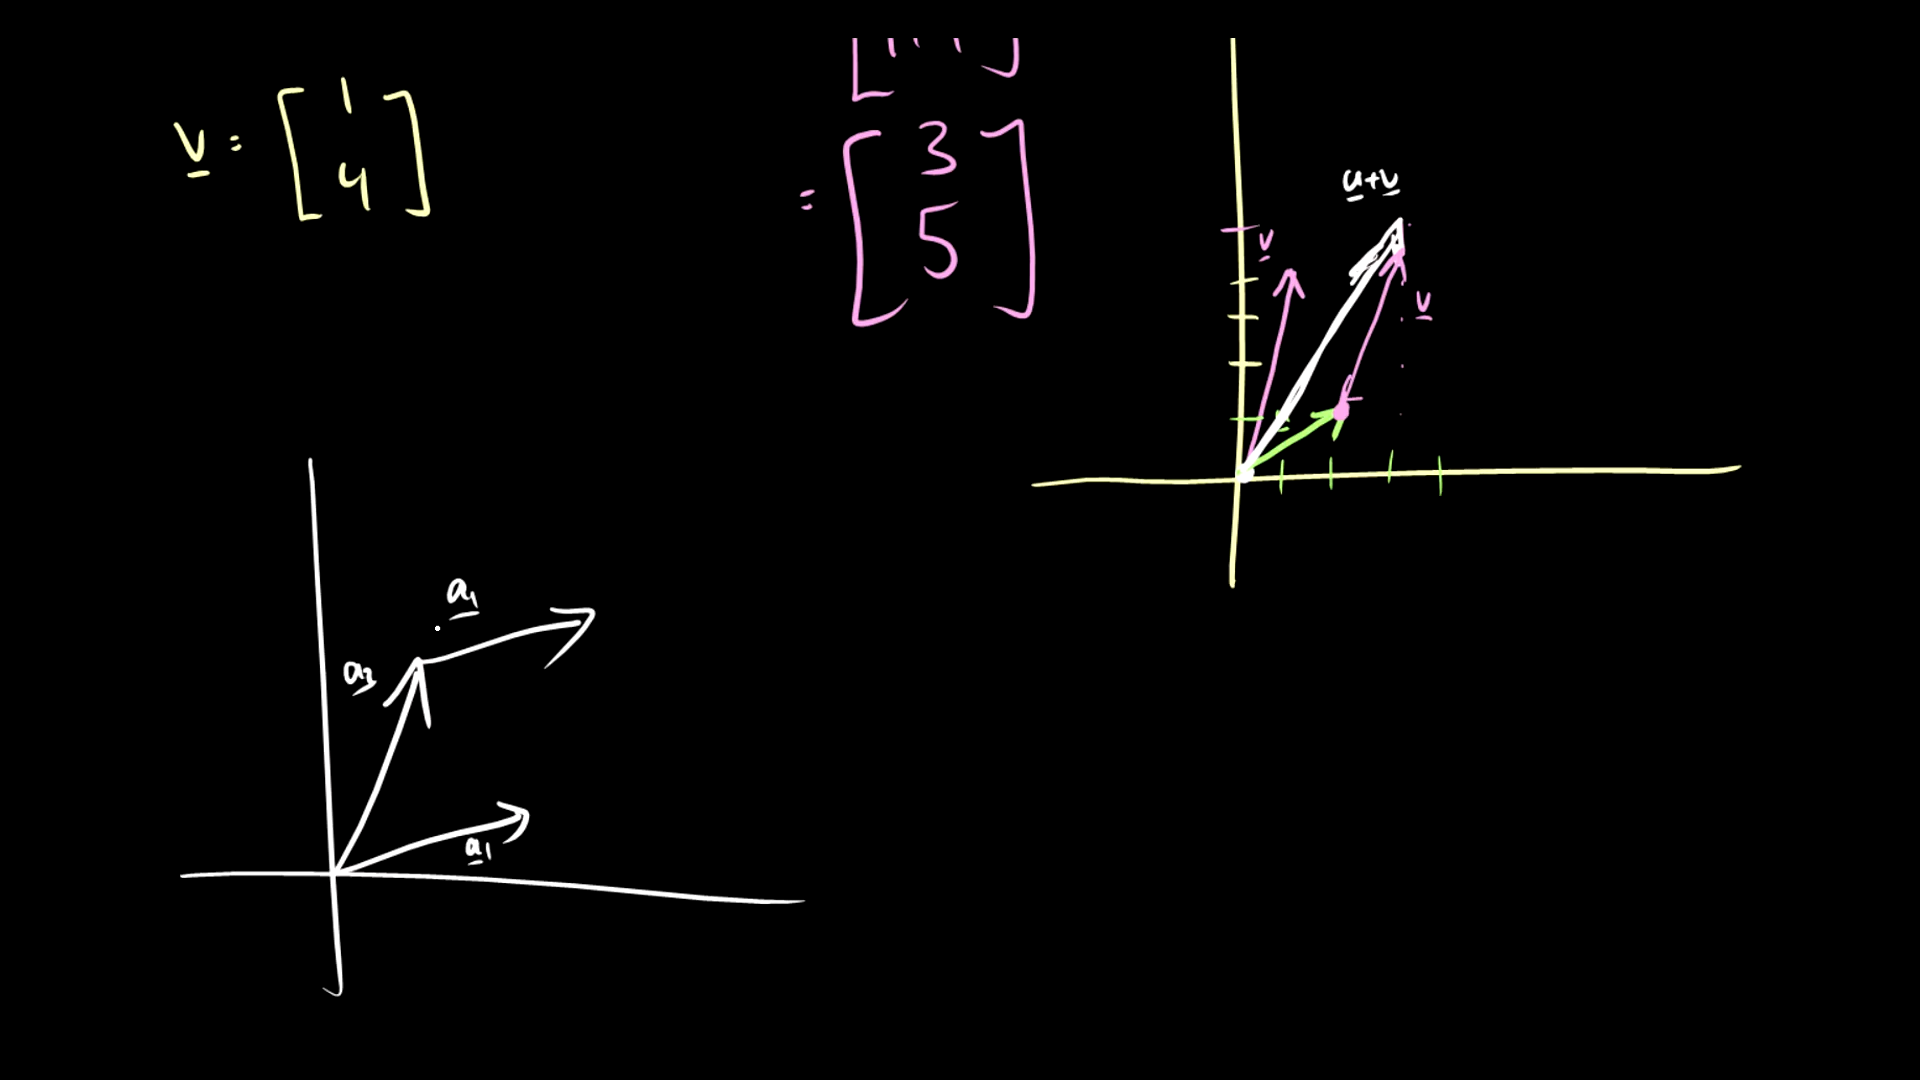 v = [ 1
4 ]
= [ 3
5 ]
u+v
v
v
a₁
a₂
a₁